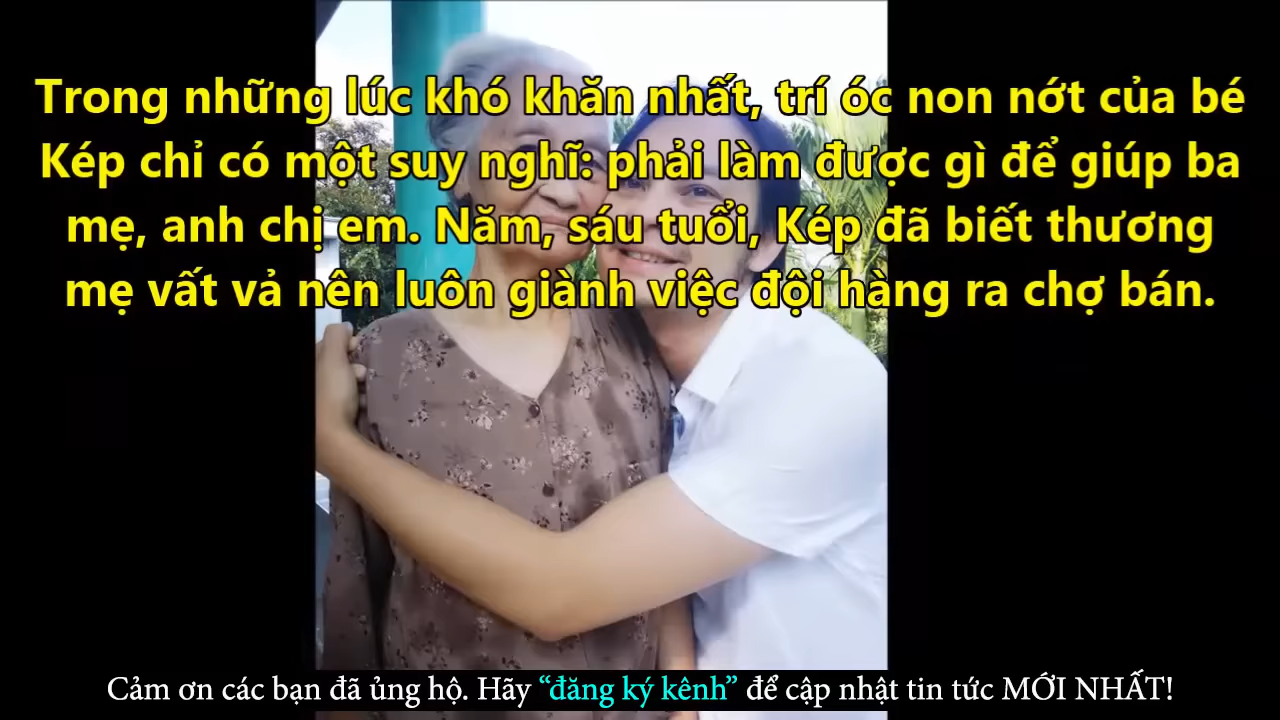 Trong những lúc khó khăn nhất, trí óc non nớt của bé
Kép chỉ có một suy nghĩ: phải làm được gì để giúp ba
mẹ, anh chị em. Năm, sáu tuổi, Kép đã biết thương
mẹ vất vả nên luôn giành việc đội hàng ra chợ bán.
Cảm ơn các bạn đã ủng hộ. Hãy “đăng ký kênh” để cập nhật tin tức MỚI NHẤT!